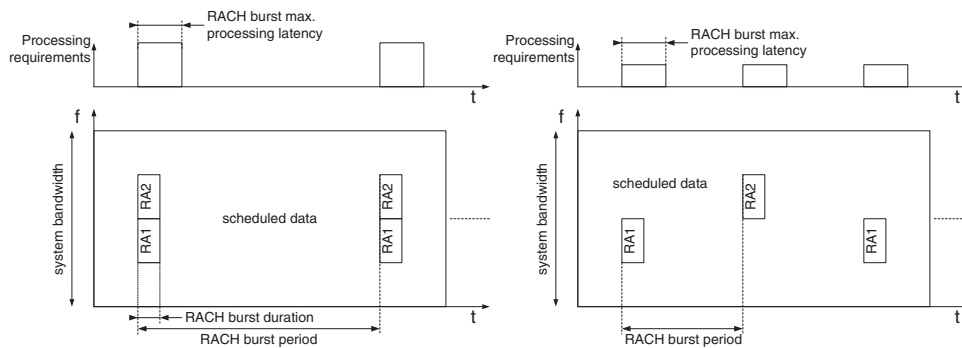 RACH burst max.
processing latency
Processing
requirements
t
f
system bandwidth
RA2
RA1
scheduled data
RA2
RA1
t
RACH burst duration
RACH burst period
RACH burst max.
processing latency
Processing
requirements
t
f
system bandwidth
scheduled data
RA1
RA2
RA1
t
RACH burst period